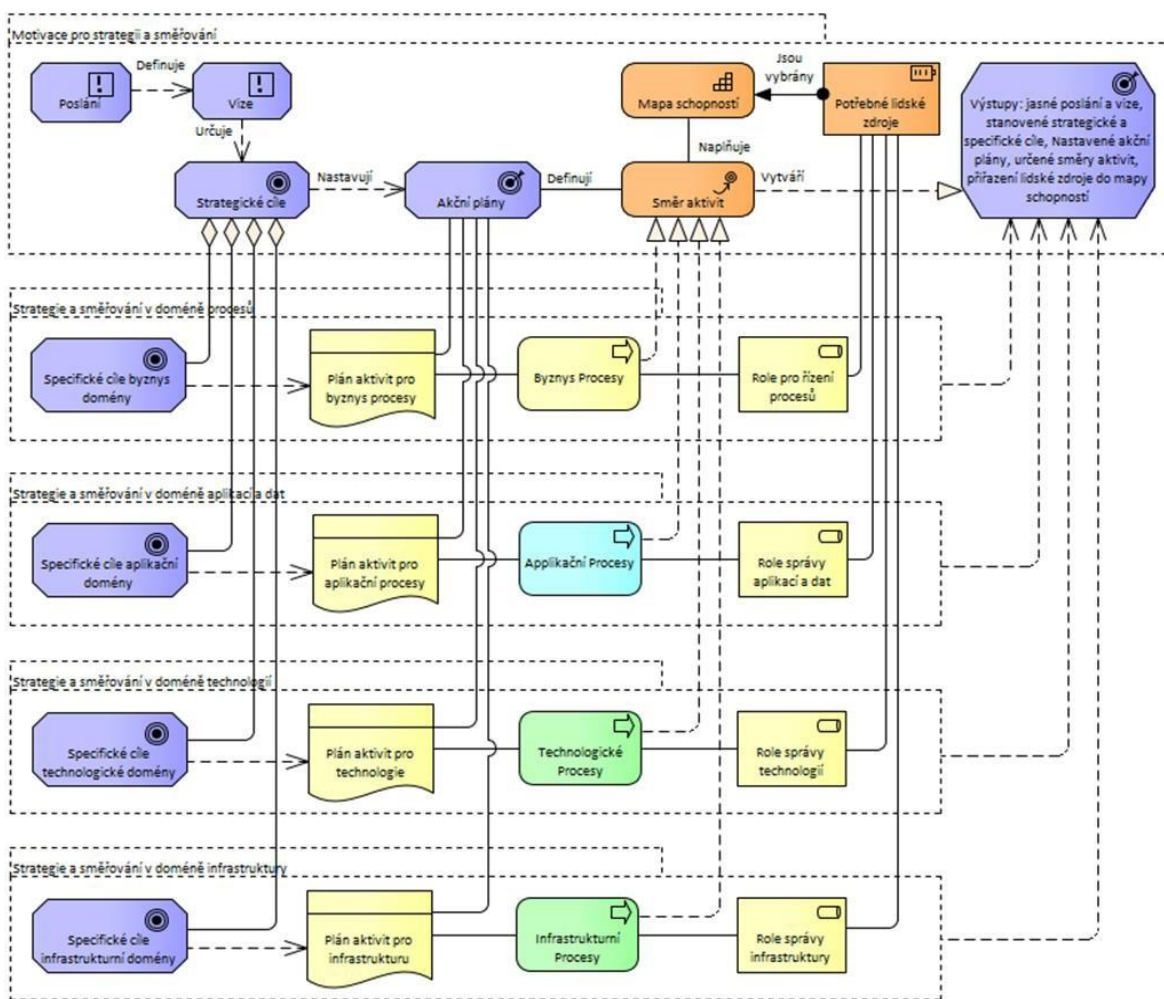 Motivace pro strategii a směřování
Definuje
Poslání
Vize
Určuje
Strategické cíle
Nastavují
Akční plány
Definují
Mapa schopností
Jsou
vybrány
Potřebné lidské
zdroje
Naplňuje
Směr aktivit
Vytváří
Výstupy: jasné poslání a vize,
stanovené strategické a
specifické cíle, Nastavené akční
plány, určené směry aktivit,
přiřazení lidské zdroje do mapy
schopností
Strategie a směřování v doméně procesů
Specifické cíle byznys
domény
Plán aktivit pro
byznys procesy
Byznys Procesy
Role pro řízení
procesů
Strategie a směřování v doméně aplikací a dat
Specifické cíle aplikační
domény
Plán aktivit pro
aplikační procesy
Applikační Procesy
Role správy
aplikací a dat
Strategie a směřování v doméně technologií
Specifické cíle
technologické domény
Plán aktivit pro
technologie
Technologické
Procesy
Role správy
technologií
Strategie a směřování v doméně infrastruktury
Specifické cíle
infrastrukturní domény
Plán aktivit pro
infrastrukturu
Infrastrukturní
Procesy
Role správy
infrastruktury